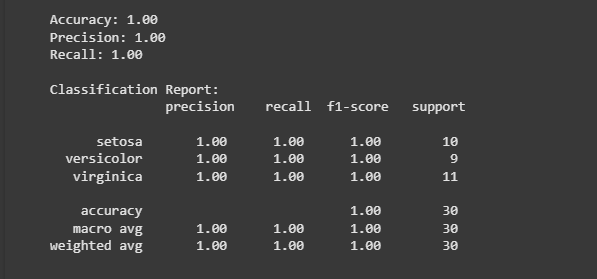 Accuracy: 1.00
Precision: 1.00
Recall: 1.00
Classification Report:
precision recall f1-score support
setosa 1.00 1.00 1.00 10
versicolor 1.00 1.00 1.00 9
virginica 1.00 1.00 1.00 11
accuracy 1.00 30
macro avg 1.00 1.00 1.00 30
weighted avg 1.00 1.00 1.00 30